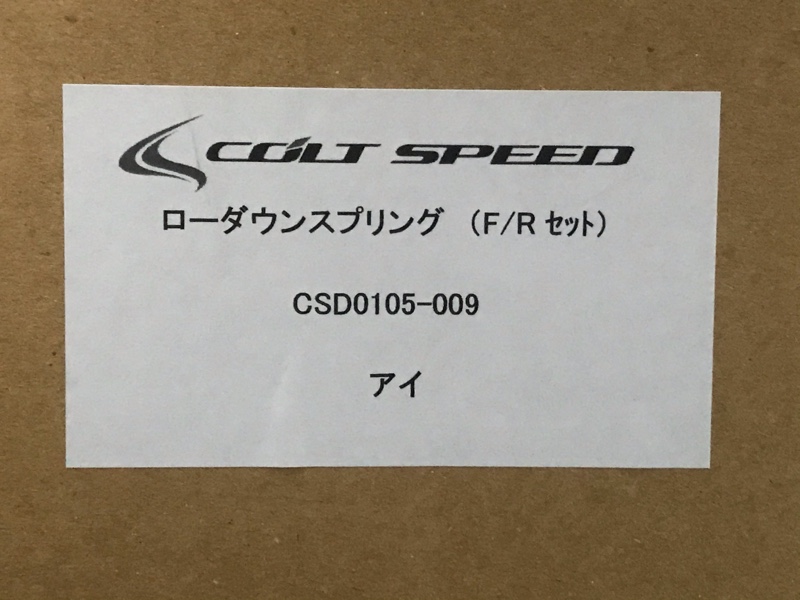 COLT SPEED
ローダウンスプリング （F/R ｾｯﾄ）
CSD0105-009
アイ